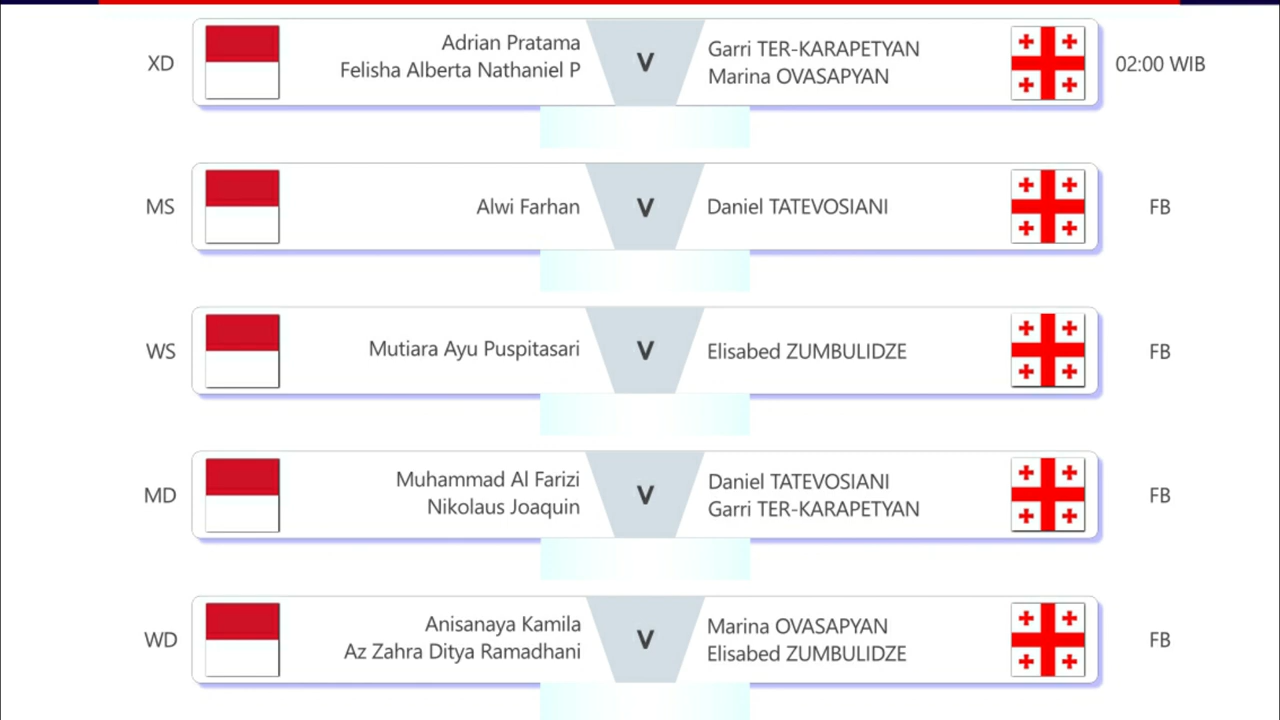 XD
Adrian Pratama
Felisha Alberta Nathaniel P
V
Garri TER-KARAPETYAN
Marina OVASAPYAN
02:00 WIB
MS
Alwi Farhan
V
Daniel TATEVOSIANI
FB
WS
Mutiara Ayu Puspitasari
V
Elisabed ZUMBULIDZE
FB
MD
Muhammad Al Farizi
Nikolaus Joaquin
V
Daniel TATEVOSIANI
Garri TER-KARAPETYAN
FB
WD
Anisanaya Kamila
Az Zahra Ditya Ramadhani
V
Marina OVASAPYAN
Elisabed ZUMBULIDZE
FB